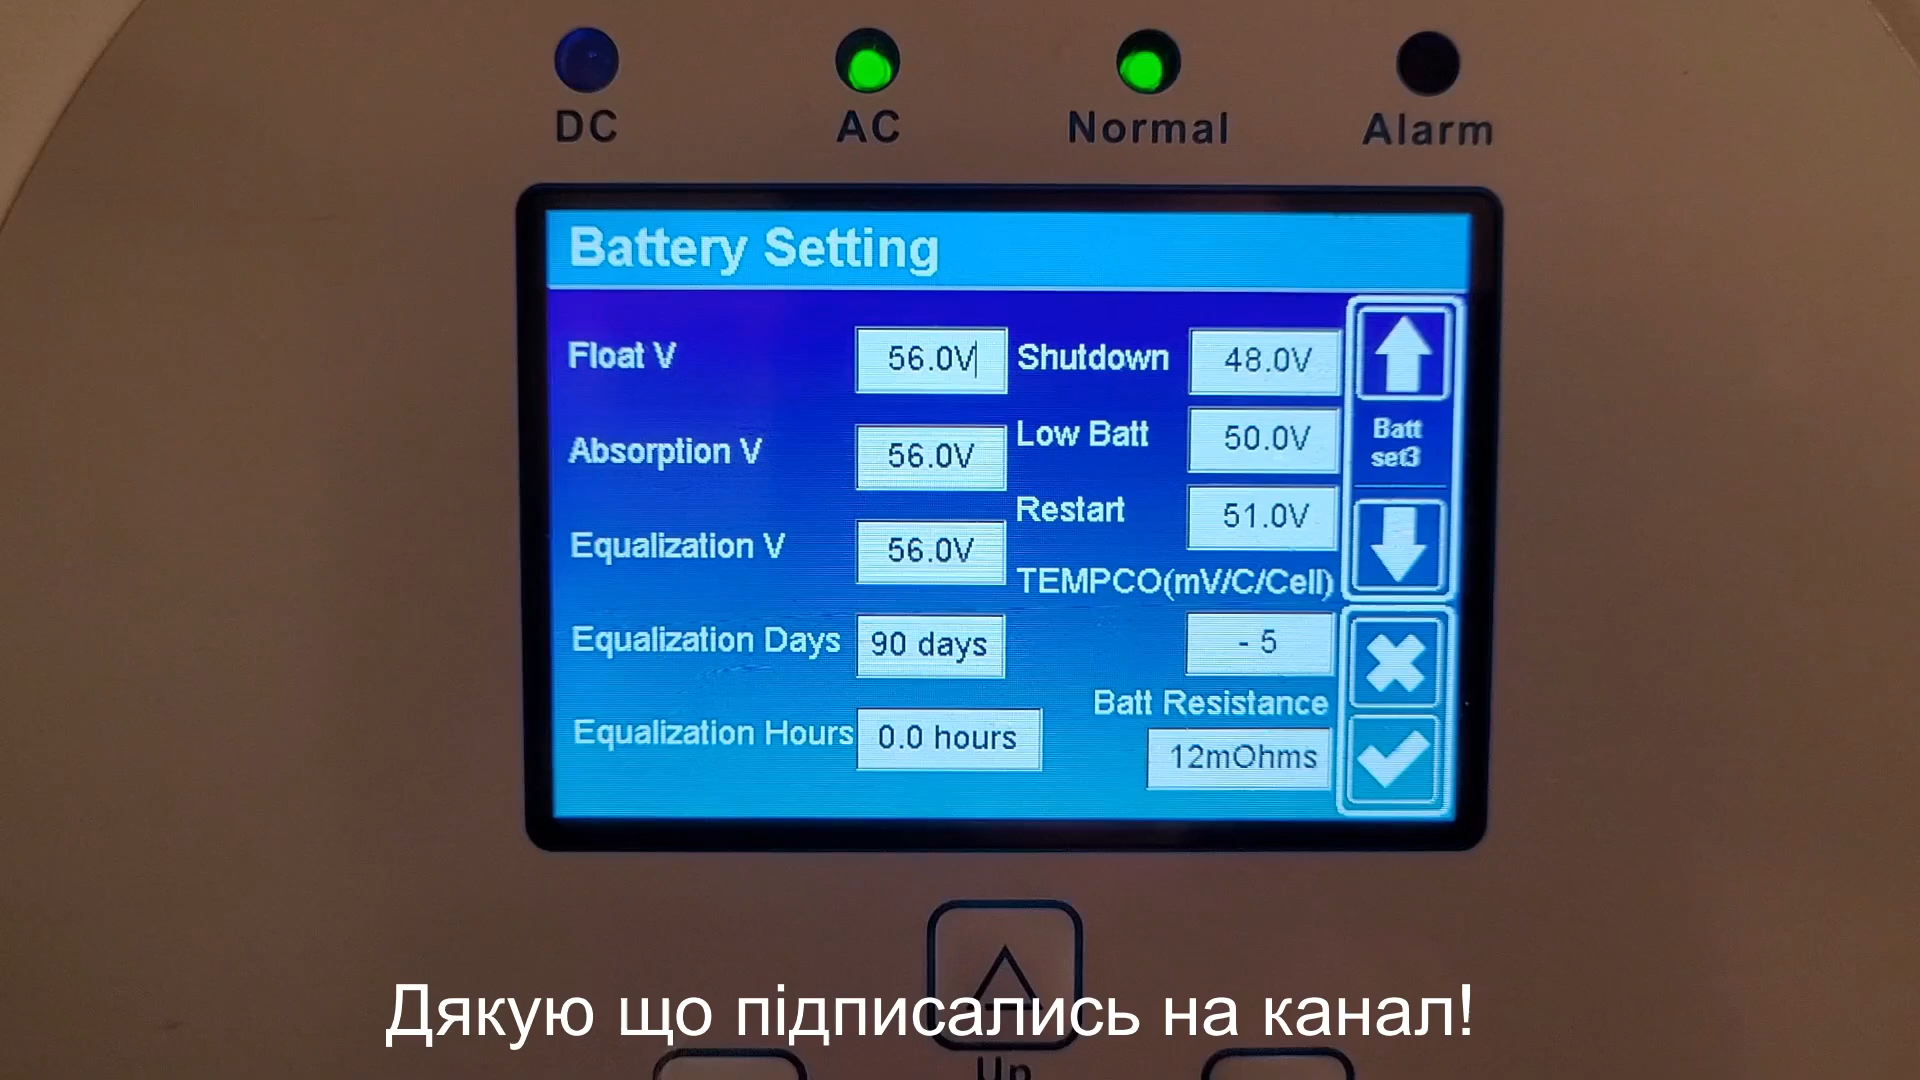 DC AC Normal Alarm
Battery Setting
Float V 56.0V Shutdown 48.0V
Absorption V 56.0V Low Batt 50.0V
Batt
set3
Equalization V 56.0V Restart 51.0V
TEMPCO(mV/C/Cell)
Equalization Days 90 days - 5
Batt Resistance
Equalization Hours 0.0 hours 12mOhms
Дякую що підписались на канал!
Up